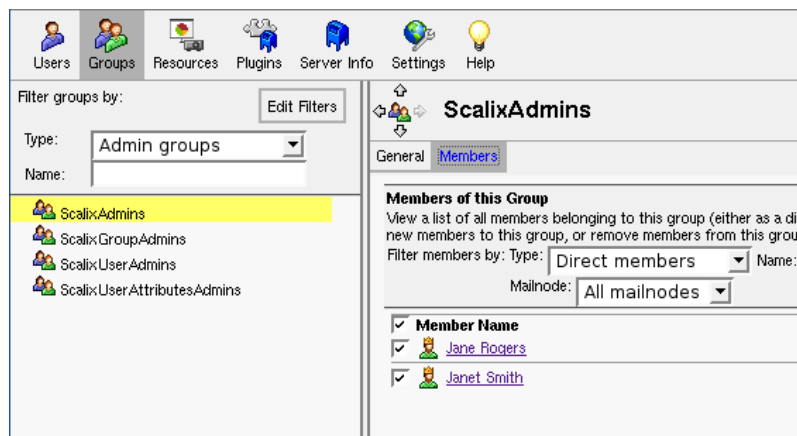 Users Groups Resources Plugins Server Info Settings Help
Filter groups by:
Edit Filters
Type:
Admin groups
Name:
ScalixAdmins
ScalixGroupAdmins
ScalixUserAdmins
ScalixUserAttributesAdmins
ScalixAdmins
General Members
Members of this Group
View a list of all members belonging to this group (either as a di
new members to this group, or remove members from this grou
Filter members by: Type: Direct members Name:
Mailnode: All mailnodes
Member Name
Jane Rogers
Janet Smith